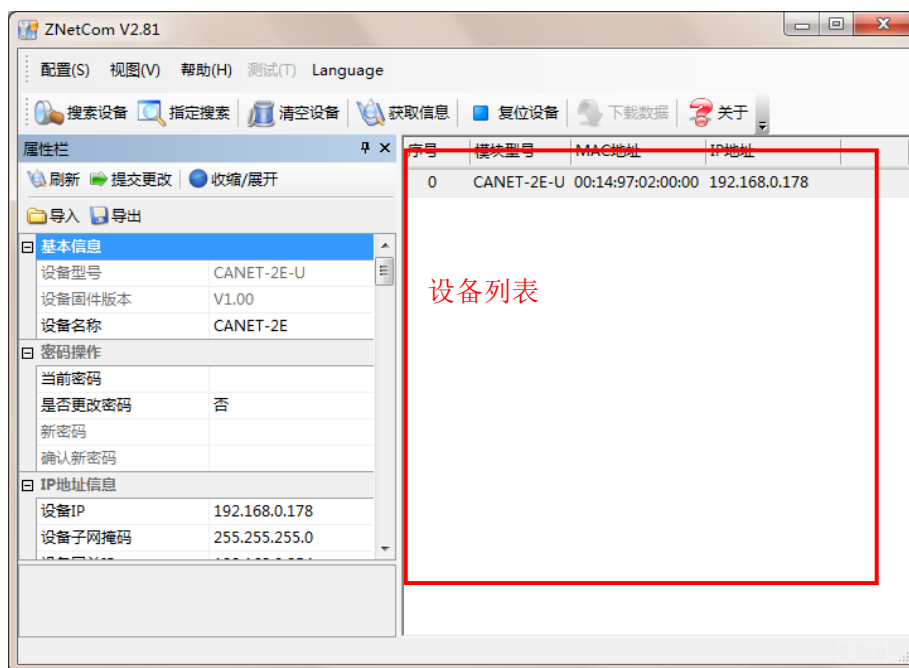 ZNetCom V2.81
配置(S) 视图(V) 帮助(H) 测试(T) Language
搜索设备 指定搜索 清空设备 获取信息 复位设备 下载数据 关于
属性栏
刷新 提交更改 收缩/展开
导入 导出
基本信息
设备型号 CANET-2E-U
设备固件版本 V1.00
设备名称 CANET-2E
密码操作
当前密码
是否更改密码 否
新密码
确认新密码
IP地址信息
设备IP 192.168.0.178
设备子网掩码 255.255.255.0
序号 模块型号 MAC地址 IP地址
0 CANET-2E-U 00:14:97:02:00:00 192.168.0.178
设备列表